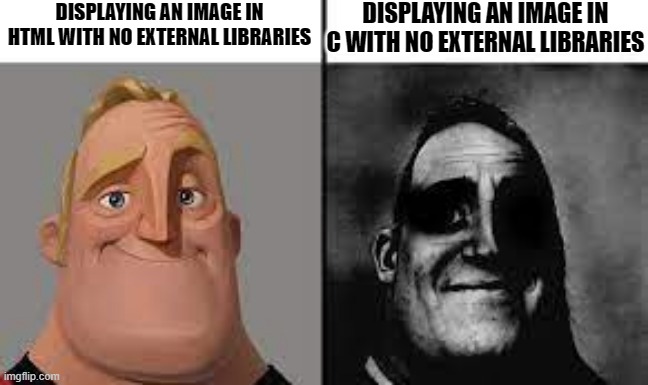 DISPLAYING AN IMAGE IN
HTML WITH NO EXTERNAL LIBRARIES
DISPLAYING AN IMAGE IN
C WITH NO EXTERNAL LIBRARIES
imgflip.com